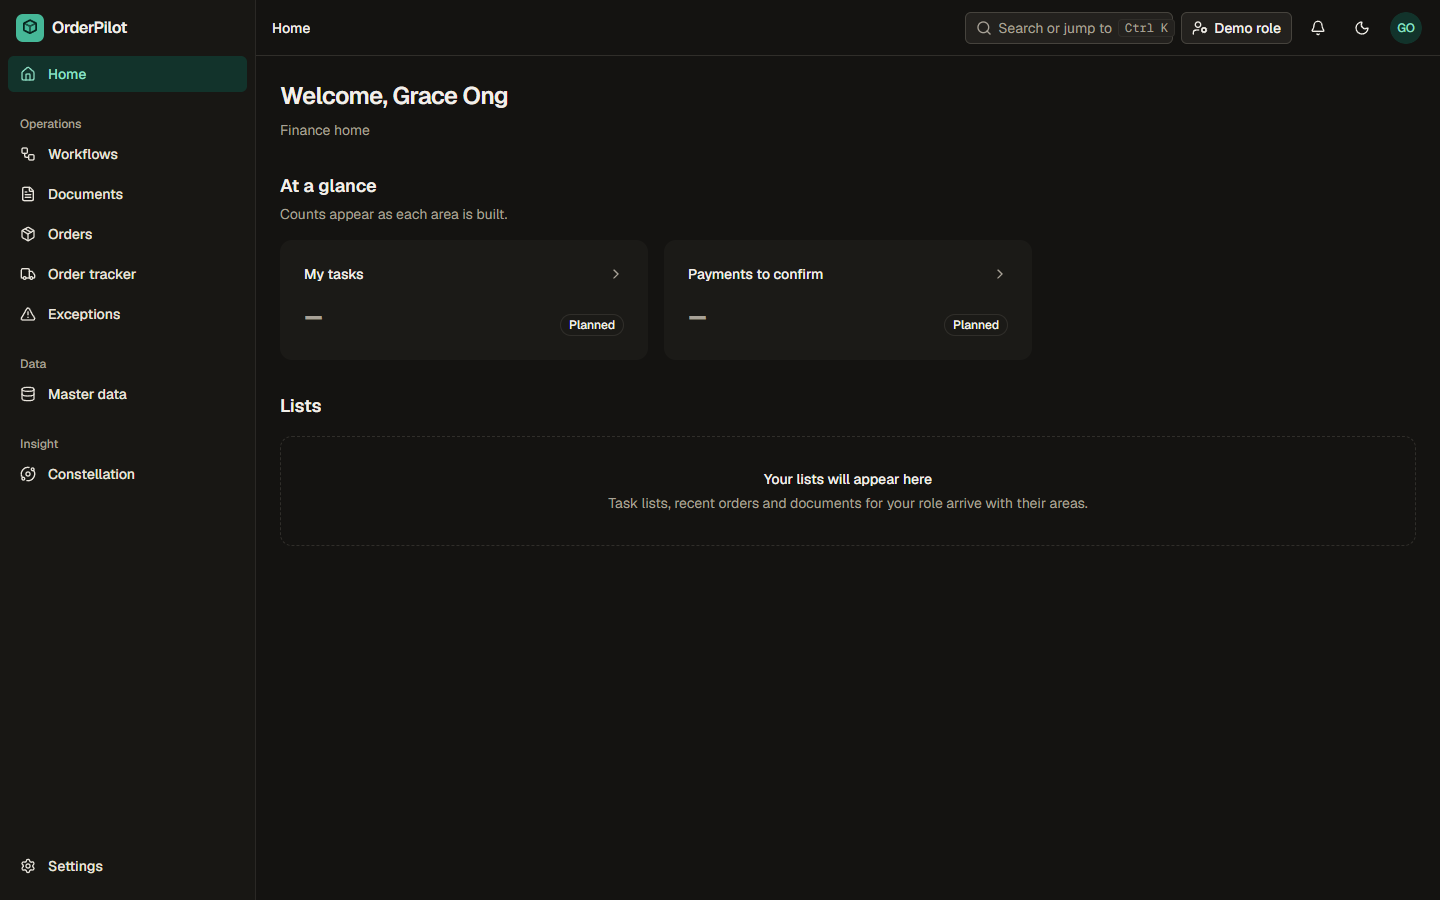 OrderPilot
Home
Search or jump to
Ctrl K
Demo role
GO
Home
Operations
Workflows
Documents
Orders
Order tracker
Exceptions
Data
Master data
Insight
Constellation
Settings
Welcome, Grace Ong
Finance home
At a glance
Counts appear as each area is built.
My tasks
—
Planned
Payments to confirm
—
Planned
Lists
Your lists will appear here
Task lists, recent orders and documents for your role arrive with their areas.